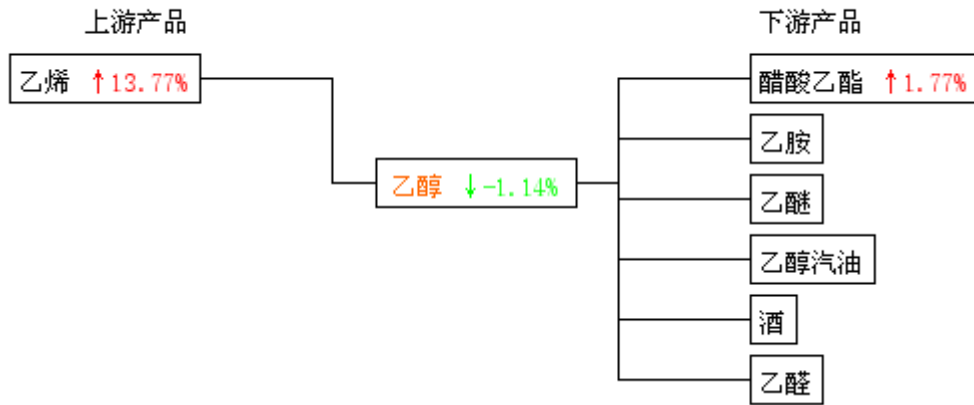 上游产品
下游产品
乙烯 ↑13.77%
醋酸乙酯 ↑1.77%
乙胺
乙醇 ↓-1.14%
乙醚
乙醇汽油
酒
乙醛